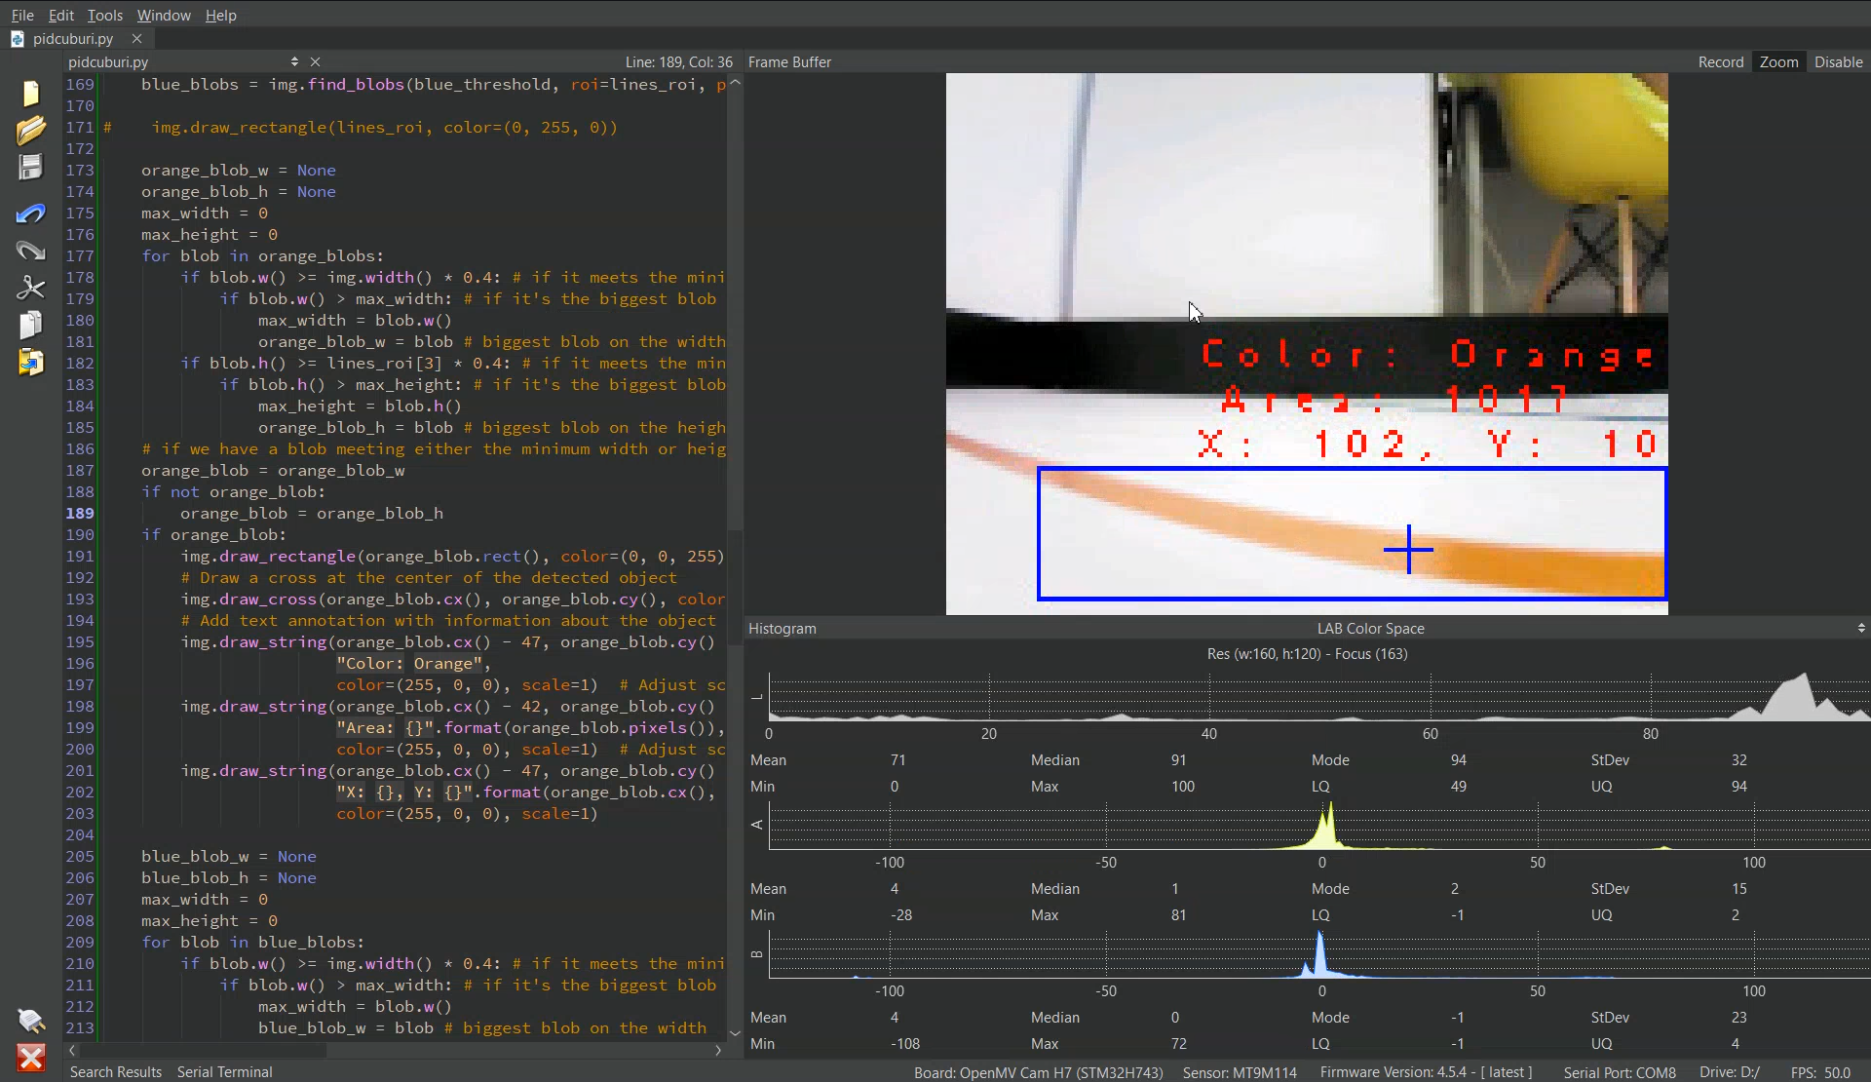 File Edit Tools Window Help
pidcuburi.py
pidcuburi.py Line: 189, Col: 36
169 blue_blobs = img.find_blobs(blue_threshold, roi=lines_roi, p
170
171 # img.draw_rectangle(lines_roi, color=(0, 255, 0))
172
173 orange_blob_w = None
174 orange_blob_h = None
175 max_width = 0
176 max_height = 0
177 for blob in orange_blobs:
178 if blob.w() >= img.width() * 0.4: # if it meets the mini
179 if blob.w() > max_width: # if it's the biggest blob
180 max_width = blob.w()
181 orange_blob_w = blob # biggest blob on the width
182 if blob.h() >= lines_roi[3] * 0.4: # if it meets the min
183 if blob.h() > max_height: # if it's the biggest blob
184 max_height = blob.h()
185 orange_blob_h = blob # biggest blob on the heigh
186 # if we have a blob meeting either the minimum width or heig
187 orange_blob = orange_blob_w
188 if not orange_blob:
189 orange_blob = orange_blob_h
190 if orange_blob:
191 img.draw_rectangle(orange_blob.rect(), color=(0, 0, 255)
192 # Draw a cross at the center of the detected object
193 img.draw_cross(orange_blob.cx(), orange_blob.cy(), color
194 # Add text annotation with information about the object
195 img.draw_string(orange_blob.cx() - 47, orange_blob.cy()
196 "Color: Orange",
197 color=(255, 0, 0), scale=1) # Adjust sc
198 img.draw_string(orange_blob.cx() - 42, orange_blob.cy()
199 "Area: {}".format(orange_blob.pixels()),
200 color=(255, 0, 0), scale=1) # Adjust sc
201 img.draw_string(orange_blob.cx() - 47, orange_blob.cy()
202 "X: {}, Y: {}".format(orange_blob.cx(),
203 color=(255, 0, 0), scale=1)
204
205 blue_blob_w = None
206 blue_blob_h = None
207 max_width = 0
208 max_height = 0
209 for blob in blue_blobs:
210 if blob.w() >= img.width() * 0.4: # if it meets the mini
211 if blob.w() > max_width: # if it's the biggest blob
212 max_width = blob.w()
213 blue_blob_w = blob # biggest blob on the width
Frame Buffer Record Zoom Disable
Color: Orange
Area: 1017
X: 102, Y: 10
Histogram LAB Color Space
Res (w:160, h:120) - Focus (163)
L
0 20 40 60 80
Mean 71 Median 91 Mode 94 StDev 32
Min 0 Max 100 LQ 49 UQ 94
A
-100 -50 0 50 100
Mean 4 Median 1 Mode 2 StDev 15
Min -28 Max 81 LQ -1 UQ 2
B
-100 -50 0 50 100
Mean 4 Median 0 Mode -1 StDev 23
Min -108 Max 72 LQ -1 UQ 4
Search Results Serial Terminal Board: OpenMV Cam H7 (STM32H743) Sensor: MT9M114 Firmware Version: 4.5.4 - [ latest ] Serial Port: COM8 Drive: D:/ FPS: 50.0